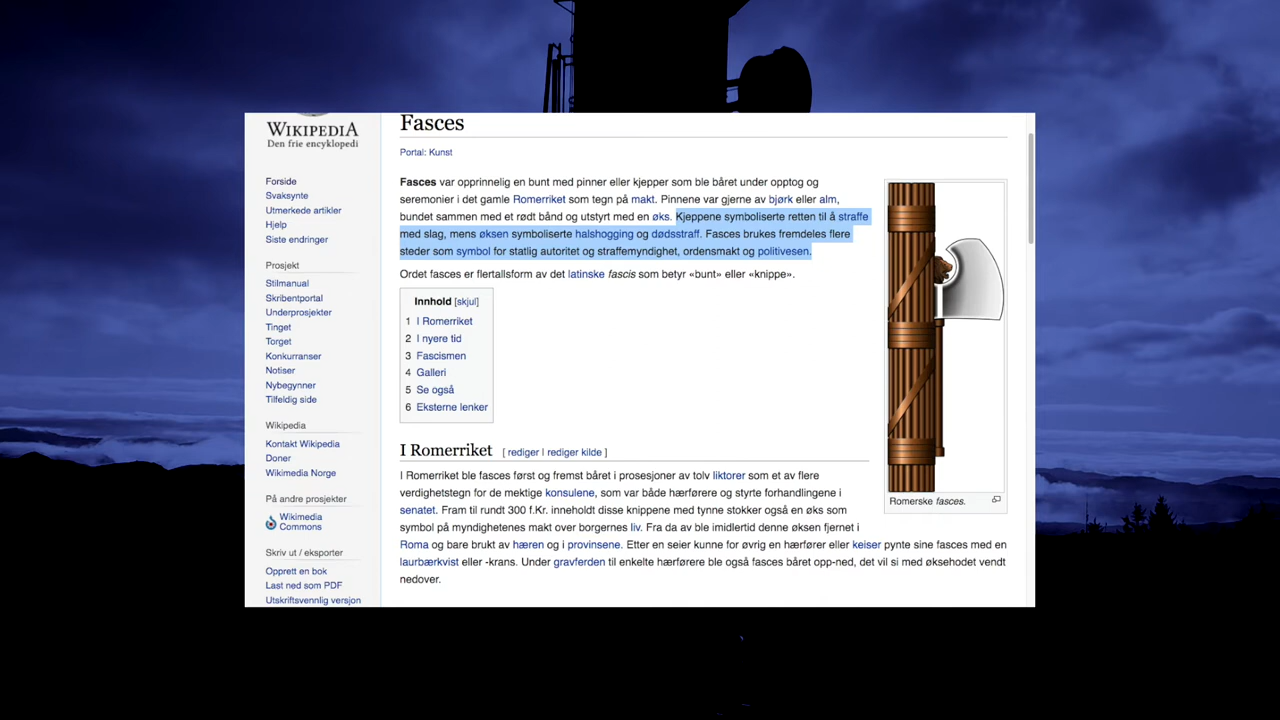 WIKIPEDIA
Den frie encyklopedi
Forside
Svaksynte
Utmerkede artikler
Hjelp
Siste endringer
Prosjekt
Stilmanual
Skribentportal
Underprosjekter
Tinget
Torget
Konkurranser
Notiser
Nybegynner
Tilfeldig side
Wikipedia
Kontakt Wikipedia
Doner
Wikimedia Norge
På andre prosjekter
Wikimedia
Commons
Skriv ut / eksporter
Opprett en bok
Last ned som PDF
Utskriftsvennlig versjon
Fasces
Portal: Kunst
Fasces var opprinnelig en bunt med pinner eller kjepper som ble båret under opptog og
seremonier i det gamle Romerriket som tegn på makt. Pinnene var gjerne av bjørk eller alm,
bundet sammen med et rødt bånd og utstyrt med en øks. Kjeppene symboliserte retten til å straffe
med slag, mens øksen symboliserte halshogging og dødsstraff. Fasces brukes fremdeles flere
steder som symbol for statlig autoritet og straffemyndighet, ordensmakt og politivesen.
Ordet fasces er flertallsform av det latinske fascis som betyr «bunt» eller «knippe».
Innhold [skjul]
1 I Romerriket
2 I nyere tid
3 Fascismen
4 Galleri
5 Se også
6 Eksterne lenker
Romerske fasces.
I Romerriket [ rediger | rediger kilde ]
I Romerriket ble fasces først og fremst båret i prosesjoner av tolv liktorer som et av flere
verdighetstegn for de mektige konsulene, som var både hærførere og styrte forhandlingene i
senatet. Fram til rundt 300 f.Kr. inneholdt disse knippene med tynne stokker også en øks som
symbol på myndighetenes makt over borgernes liv. Fra da av ble imidlertid denne øksen fjernet i
Roma og bare brukt av hæren og i provinsene. Etter en seier kunne for øvrig en hærfører eller keiser pynte sine fasces med en
laurbærkvist eller -krans. Under gravferden til enkelte hærførere ble også fasces båret opp-ned, det vil si med øksehodet vendt
nedover.